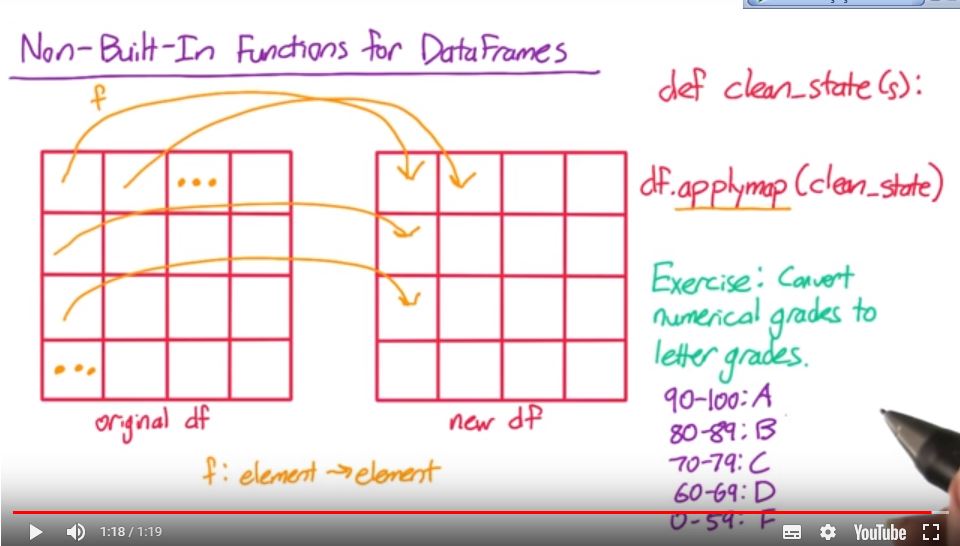 Non-Built-In Functions for DataFrames
f
...
...
original df
new df
f: element → element
def clean_state(s):
df.applymap(clean_state)
Exercise: Convert
numerical grades to
letter grades.
90-100: A
80-89: B
70-79: C
60-69: D
0-59: F
1:18 / 1:19
YouTube